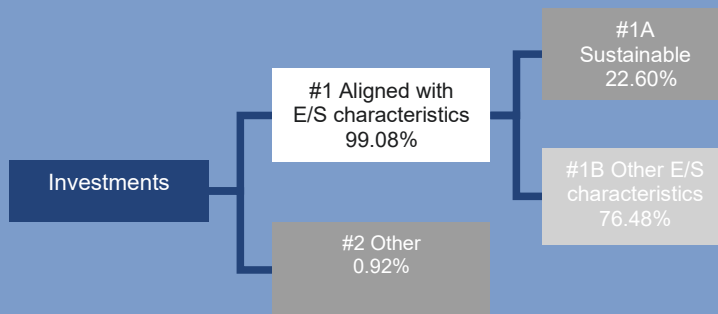 Investments
#1 Aligned with
E/S characteristics
99.08%
#2 Other
0.92%
#1A
Sustainable
22.60%
#1B Other E/S
characteristics
76.48%